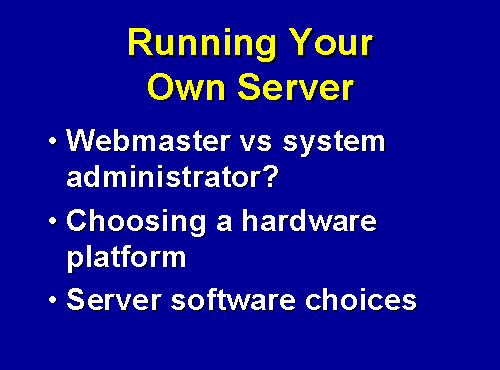 Running Your
Own Server
• Webmaster vs system
administrator?
• Choosing a hardware
platform
• Server software choices